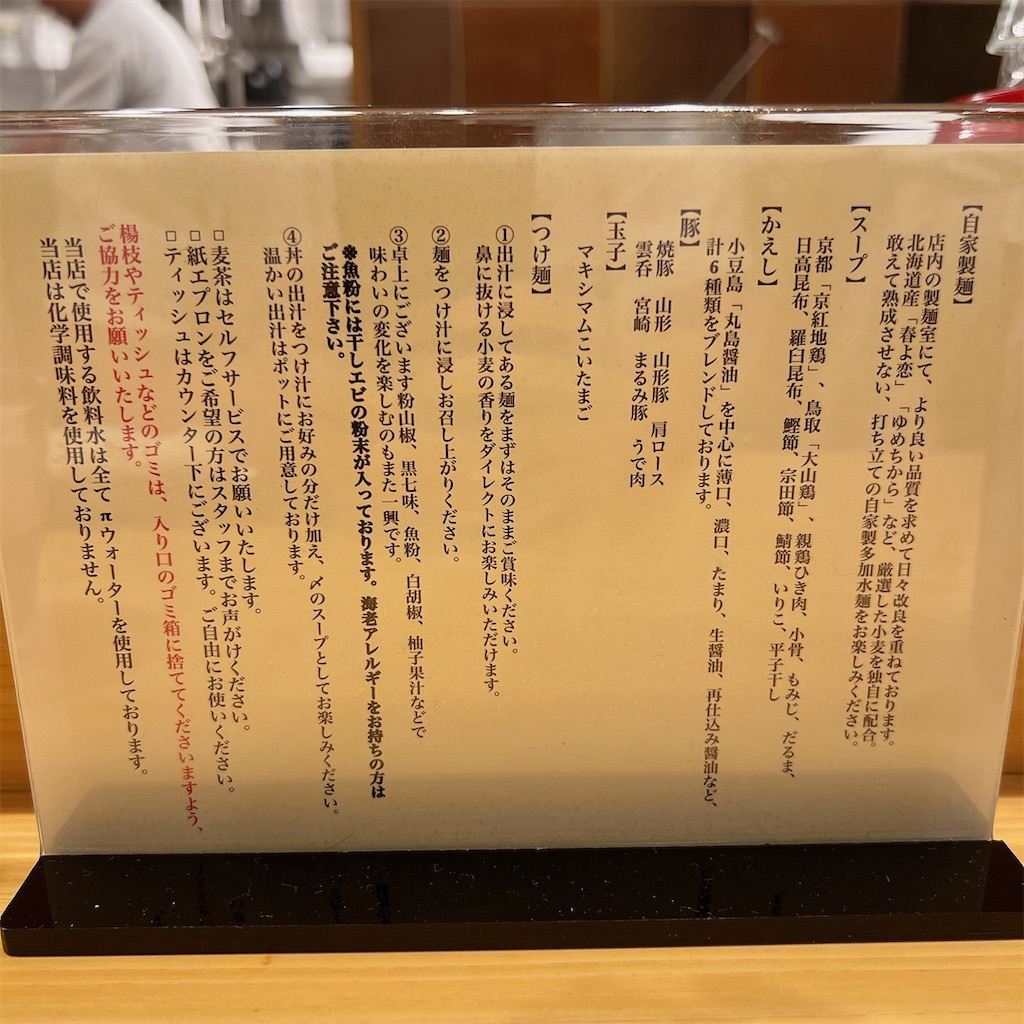 【自家製麺】
店内の製麺室にて、より良い品質を求めて日々改良を重ねております。
北海道産「春よ恋」「ゆめちから」など、厳選した小麦を独自に配合。
敢えて熟成させない、打ち立ての自家製多加水麺をお楽しみください。
【スープ】
京都「京紅地鶏」、鳥取「大山鶏」、親鶏ひき肉、小骨、もみじ、だるま、
日高昆布、羅臼昆布、鰹節、宗田節、鯖節、いりこ、平子干し
【かえし】
小豆島「丸島醤油」を中心に薄口、濃口、たまり、生醤油、再仕込み醤油など、
計6種類をブレンドしております。
【豚】
焼豚 山形 山形豚 肩ロース
雲呑 宮崎 まるみ豚 うで肉
【玉子】
マキシマムこいたまご
【つけ麺】
①出汁に浸してある麺をまずはそのままご賞味ください。
鼻に抜ける小麦の香りをダイレクトにお楽しみいただけます。
②麺をつけ汁に浸しお召し上がりください。
③卓上にございます粉山椒、黒七味、魚粉、白胡椒、柚子果汁などで
味わいの変化を楽しむのもまた一興です。
※魚粉には干しエビの粉末が入っております。海老アレルギーをお持ちの方は
ご注意下さい。
④丼の出汁をつけ汁にお好みの分だけ加え、〆のスープとしてお楽しみください。
温かい出汁はポットにご用意しております。
□麦茶はセルフサービスでお願いいたします。
□紙エプロンをご希望の方はスタッフまでお声がけください。
□ティッシュはカウンター下にございます。ご自由にお使いください。
楊枝やティッシュなどのゴミは、入り口のゴミ箱に捨ててくださいますよう、
ご協力をお願いいたします。
当店で使用する飲料水は全てπウォーターを使用しております。
当店は化学調味料を使用しておりません。